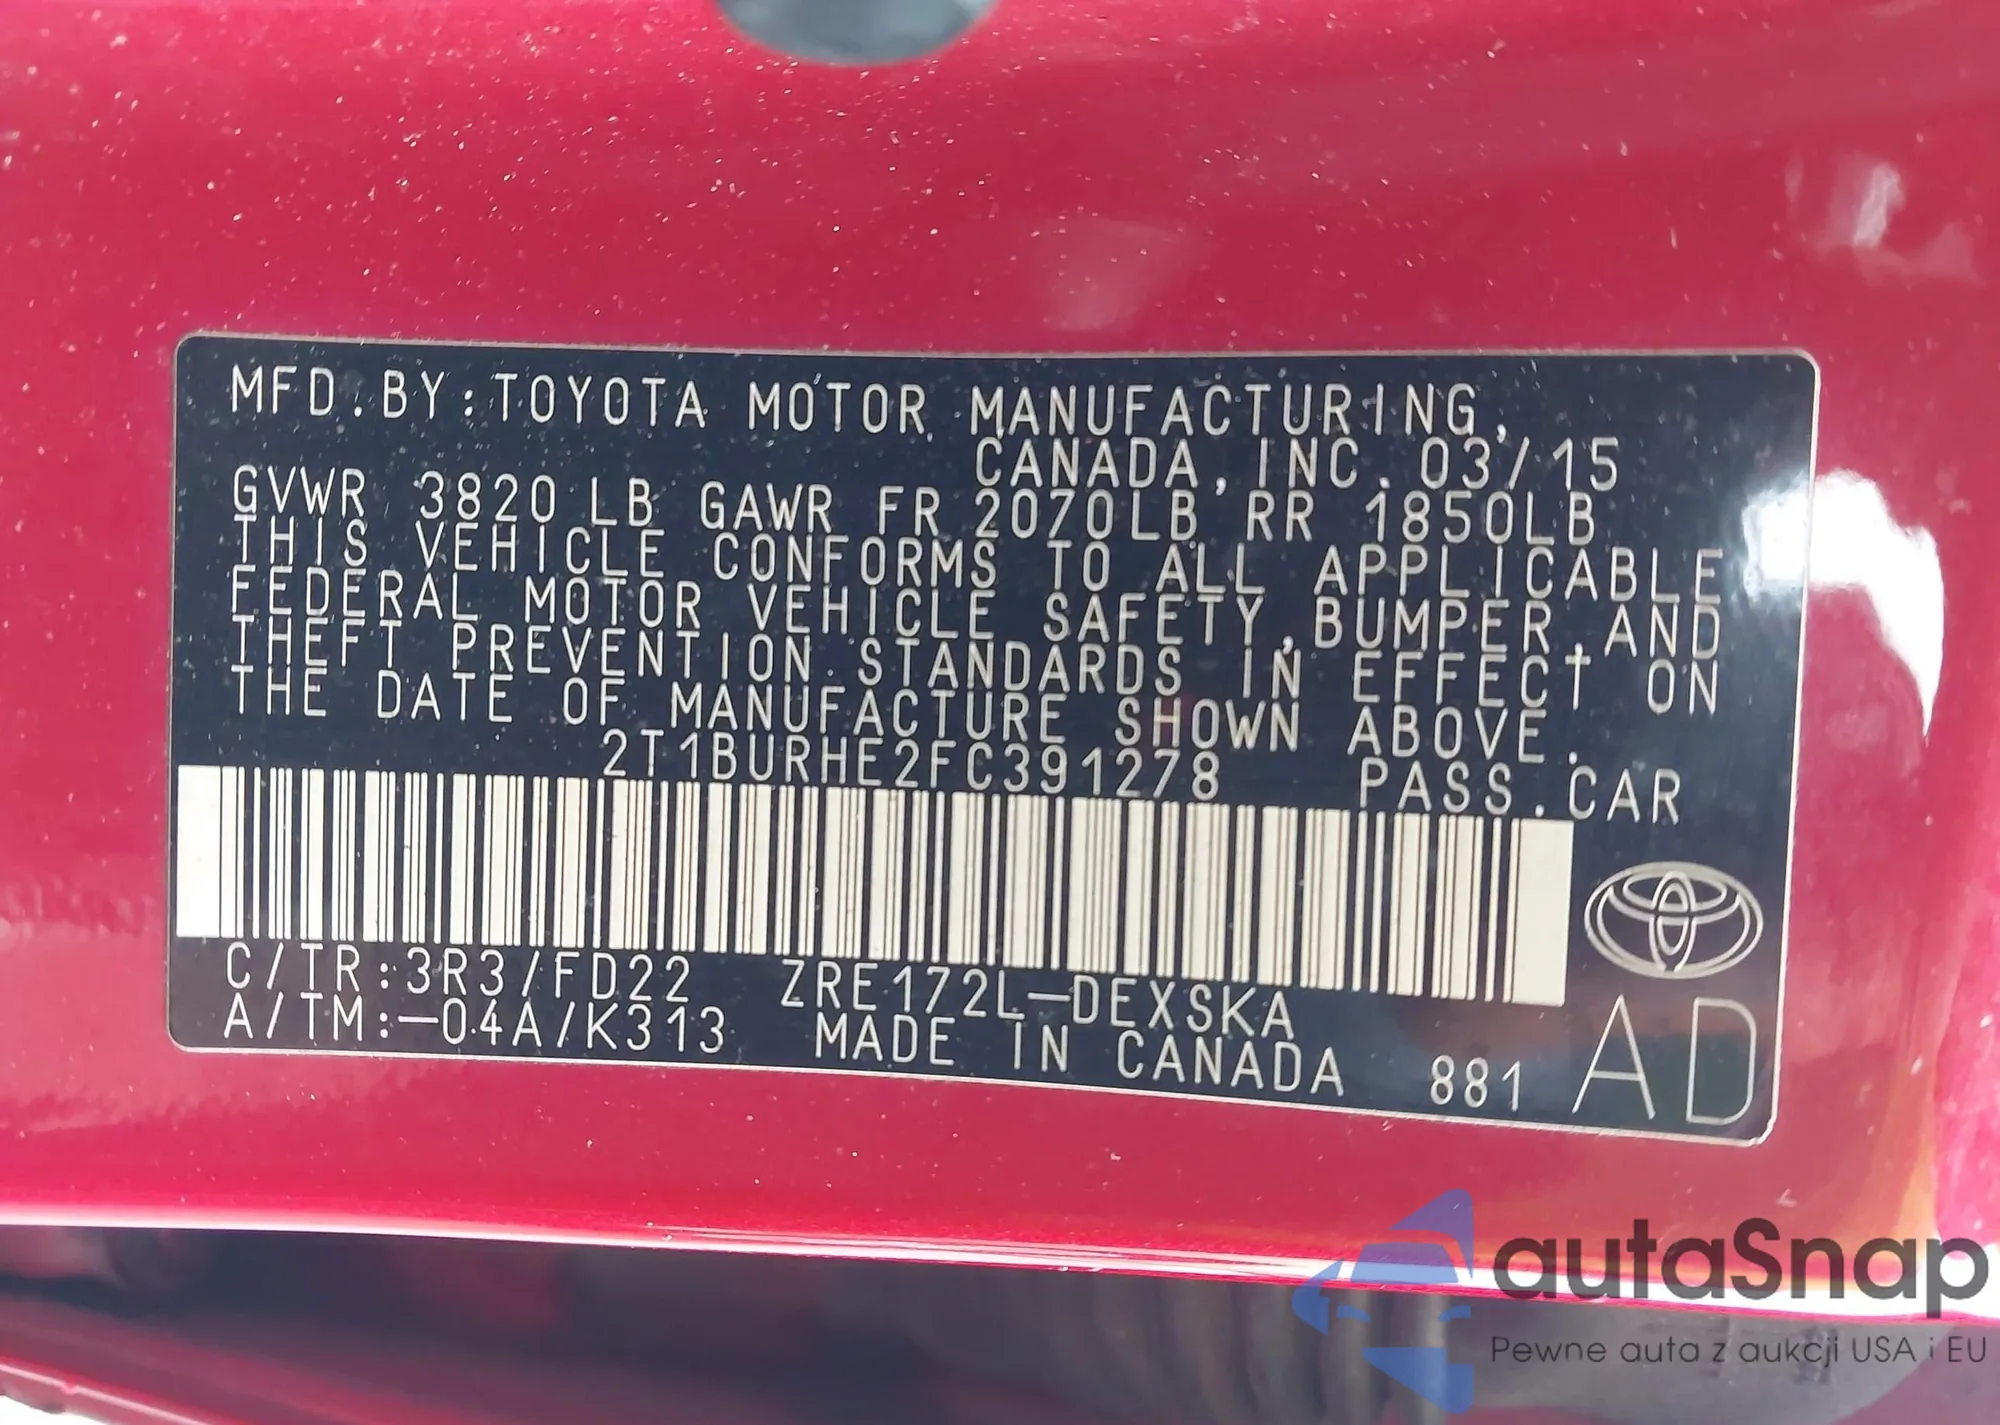 MFD.BY:TOYOTA MOTOR MANUFACTURING,
CANADA,INC. 03/15
GVWR 3820 LB GAWR FR 2070LB RR 1850LB
THIS VEHICLE CONFORMS TO ALL APPLICABLE
FEDERAL MOTOR VEHICLE SAFETY,BUMPER,AND
THEFT PREVENTION STANDARDS IN EFFECT ON
THE DATE OF MANUFACTURE SHOWN ABOVE.
2T1BURHE2FC391278 PASS.CAR
C/TR:3R3/FD22 ZRE172L-DEXSKA
A/TM:-04A/K313 MADE IN CANADA 881 AD
autaSnap
Pewne auta z aukcji USA i EU